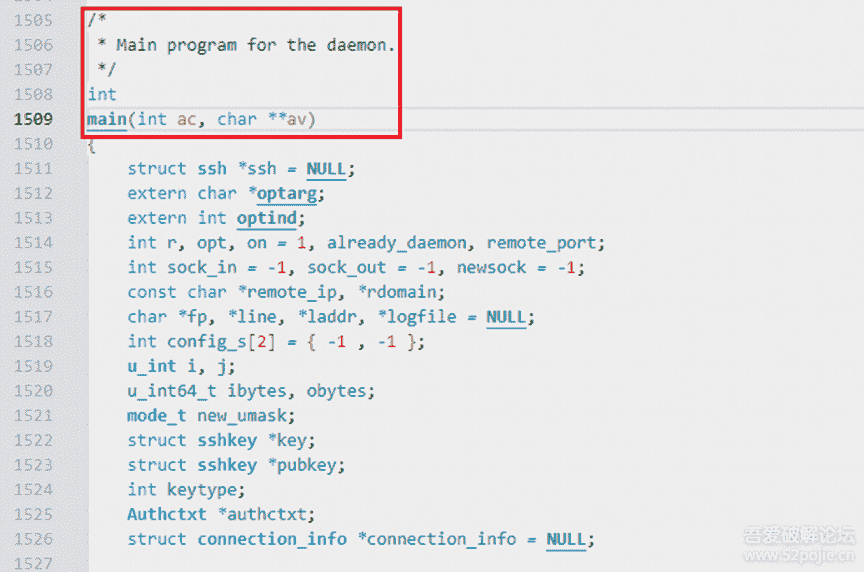 1505 /*
1506  * Main program for the daemon.
1507  */
1508 int
1509 main(int ac, char **av)
1510 {
1511     struct ssh *ssh = NULL;
1512     extern char *optarg;
1513     extern int optind;
1514     int r, opt, on = 1, already_daemon, remote_port;
1515     int sock_in = -1, sock_out = -1, newsock = -1;
1516     const char *remote_ip, *rdomain;
1517     char *fp, *line, *laddr, *logfile = NULL;
1518     int config_s[2] = { -1 , -1 };
1519     u_int i, j;
1520     u_int64_t ibytes, obytes;
1521     mode_t new_umask;
1522     struct sshkey *key;
1523     struct sshkey *pubkey;
1524     int keytype;
1525     Authctxt *authctxt;
1526     struct connection_info *connection_info = NULL;
1527
吾爱破解论坛
www.52pojie.cn